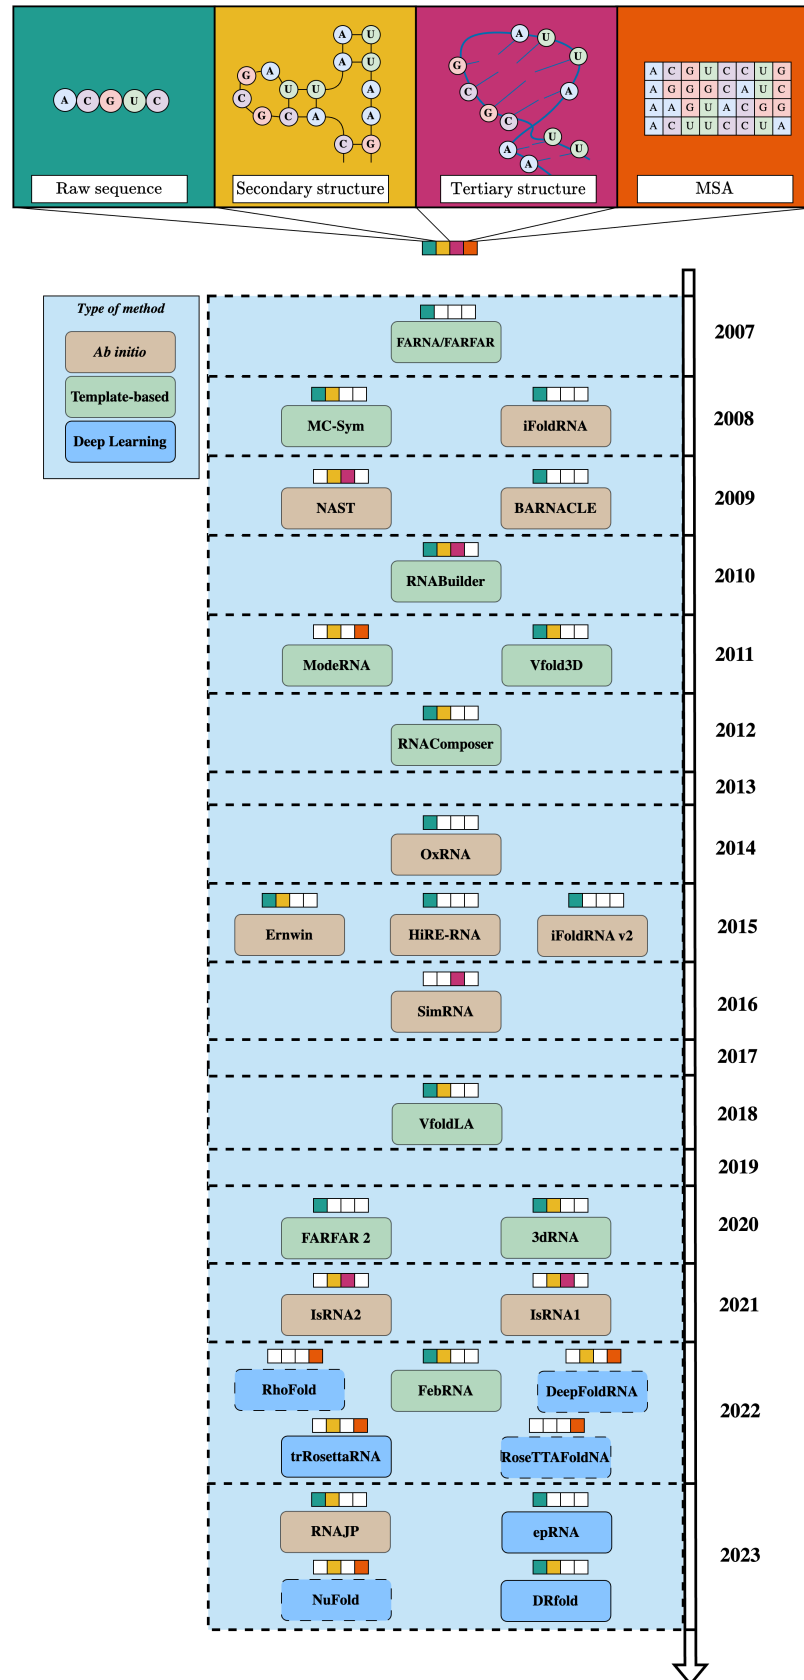 A C G U C
A U
A U
G A U U A
C G C A A
C G
A U U
G
C A
G C
U U
A
A
A C G U C C U G
A G G G C A U C
A A G U A C G G
A C U U C C U A
Raw sequence
Secondary structure
Tertiary structure
MSA
Type of method
Ab initio
Template-based
Deep Learning
FARNA/FARFAR
2007
MC-Sym
iFoldRNA
2008
NAST
BARNACLE
2009
RNABuilder
2010
ModeRNA
Vfold3D
2011
RNAComposer
2012
2013
OxRNA
2014
Ernwin
HiRE-RNA
iFoldRNA v2
2015
SimRNA
2016
2017
VfoldLA
2018
2019
FARFAR 2
3dRNA
2020
IsRNA2
IsRNA1
2021
RhoFold
FebRNA
DeepFoldRNA
2022
trRosettaRNA
RoseTTAFoldNA
RNAJP
epRNA
2023
NuFold
DRfold